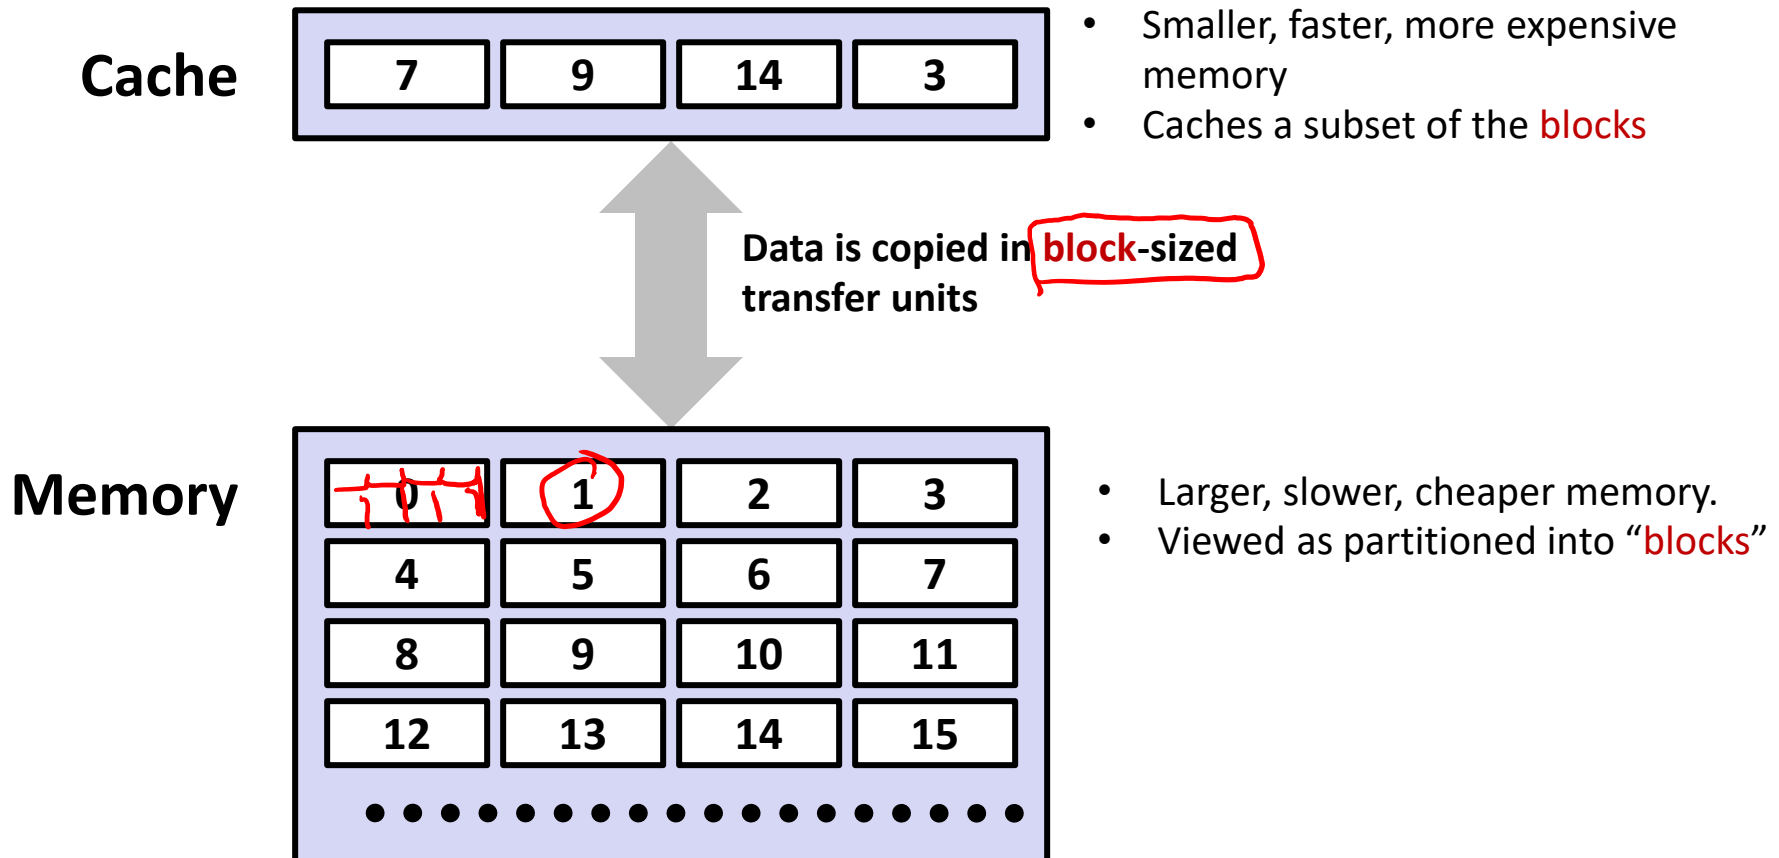 Cache
7 9 14 3
• Smaller, faster, more expensive
memory
• Caches a subset of the blocks
Data is copied in block-sized
transfer units
Memory
0 1 2 3
4 5 6 7
8 9 10 11
12 13 14 15
• Larger, slower, cheaper memory.
• Viewed as partitioned into “blocks”